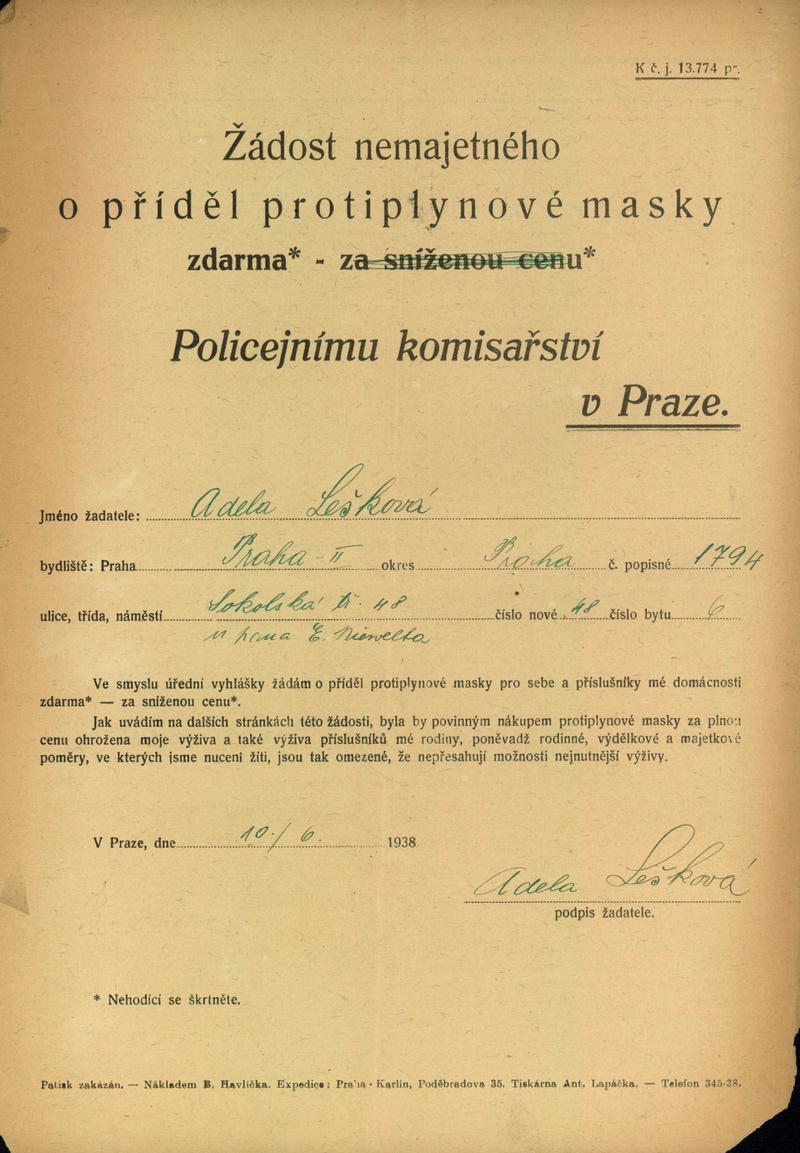 K č. j. 13.774 pr.
Žádost nemajetného
o příděl protiplynové masky
zdarma* - za sníženou cenu*
Policejnímu komisařství
v Praze.
Jméno žadatele: Adela Lešková
bydliště: Praha Praha - II okres Praha č. popisné 1794
ulice, třída, náměstí Sokolská tř. 48 číslo nové 48 číslo bytu 6
u pana E.
Ve smyslu úřední vyhlášky žádám o příděl protiplynové masky pro sebe a příslušníky mé domácnosti
zdarma* — za sníženou cenu*.
Jak uvádím na dalších stránkách této žádosti, byla by povinným nákupem protiplynové masky za plnou
cenu ohrožena moje výživa a také výživa příslušníků mé rodiny, poněvadž rodinné, výdělkové a majetkové
poměry, ve kterých jsme nuceni žíti, jsou tak omezené, že nepřesahují možnosti nejnutnější výživy.
V Praze, dne 10./6. 1938
Adela Lešková
podpis žadatele.
* Nehodící se škrtněte.
Patisk zakázán. — Nákladem B. Havlíčka. Expedice: Praha - Karlín, Poděbradova 35. Tiskárna Ant. Lapáčka. — Telefon 345-38.